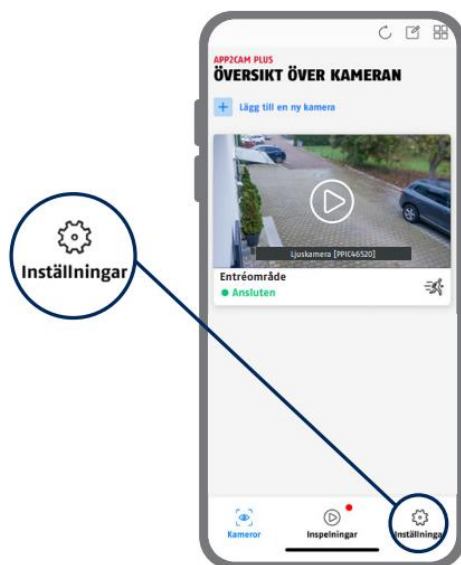 APP2CAM PLUS
ÖVERSIKT ÖVER KAMERAN
Lägg till en ny kamera
Ljuskamera [PPIC46520]
Entréområde
Ansluten
Inställningar
Kameror
Inspelningar
Inställningar